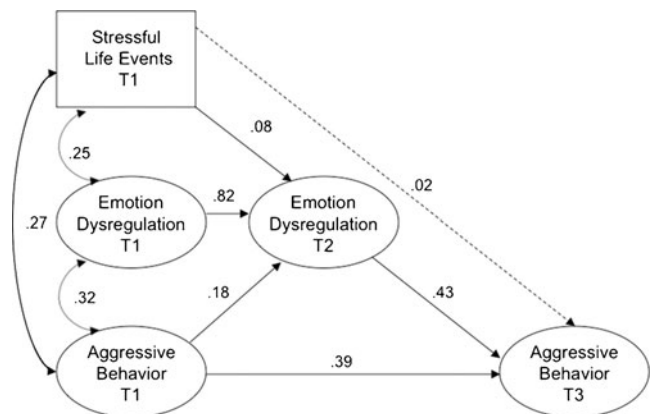 Stressful
Life Events
T1
.08
.25
.02
Emotion
Dysregulation
T1
.82
Emotion
Dysregulation
T2
.27
.32
.18
.43
Aggressive
Behavior
T1
.39
Aggressive
Behavior
T3